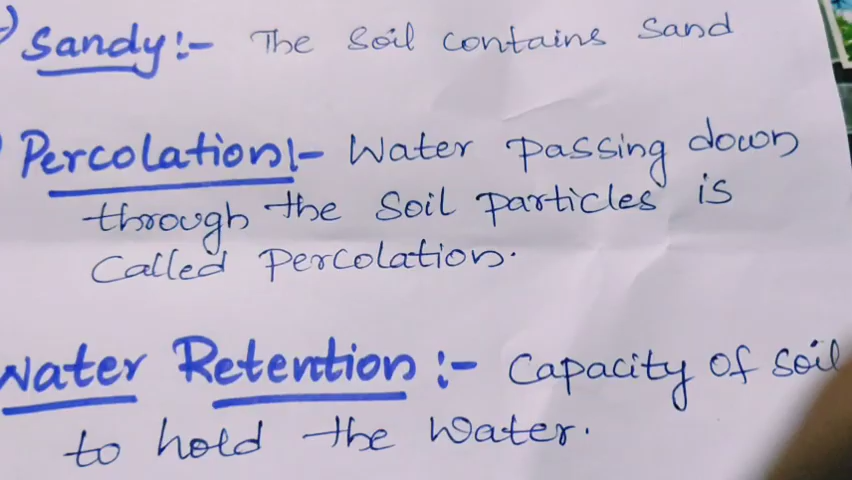 Sandy:- The Soil contains Sand
Percolation:- Water passing down
through the soil particles is
Called percolation.
Water Retention:- Capacity of soil
to hold the Water.